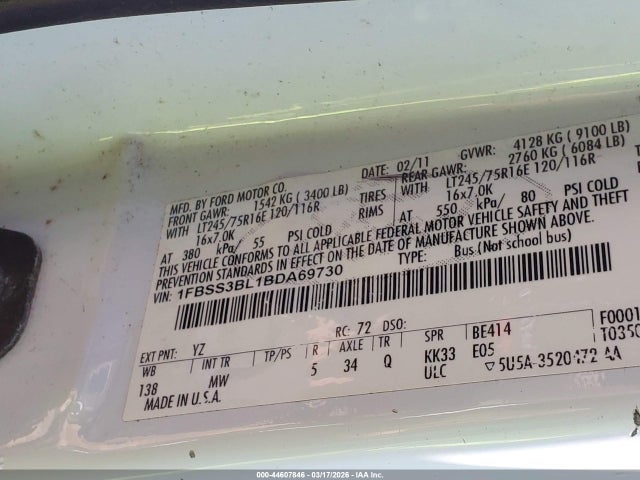 MFD. BY FORD MOTOR CO.
DATE: 02/11
GVWR: 4128 KG ( 9100 LB)
FRONT GAWR: 1542 KG ( 3400 LB)
REAR GAWR: 2760 KG ( 6084 LB)
WITH LT245/75R16E 120/116R TIRES WITH LT245/75R16E 120/116R
16x7.0K RIMS 16x7.0K
AT 380 kPa/ 55 PSI COLD AT 550 kPa/ 80 PSI COLD
THIS VEHICLE CONFORMS TO ALL APPLICABLE FEDERAL MOTOR VEHICLE SAFETY AND THEFT
PREVENTION STANDARDS IN EFFECT ON THE DATE OF MANUFACTURE SHOWN ABOVE.
VIN: 1FBSS3BL1BDA69730
TYPE: Bus (Not school bus)
F0001
T0350
EXT PNT: YZ RC: 72 DSO:
WB INT TR TP/PS R AXLE TR SPR BE414
138 MW 5 34 Q KK33 E05
ULC
MADE IN U.S.A.
▽5U5A-3520472-AA
000-44607846 | 03/17/2026 - IAA Inc.